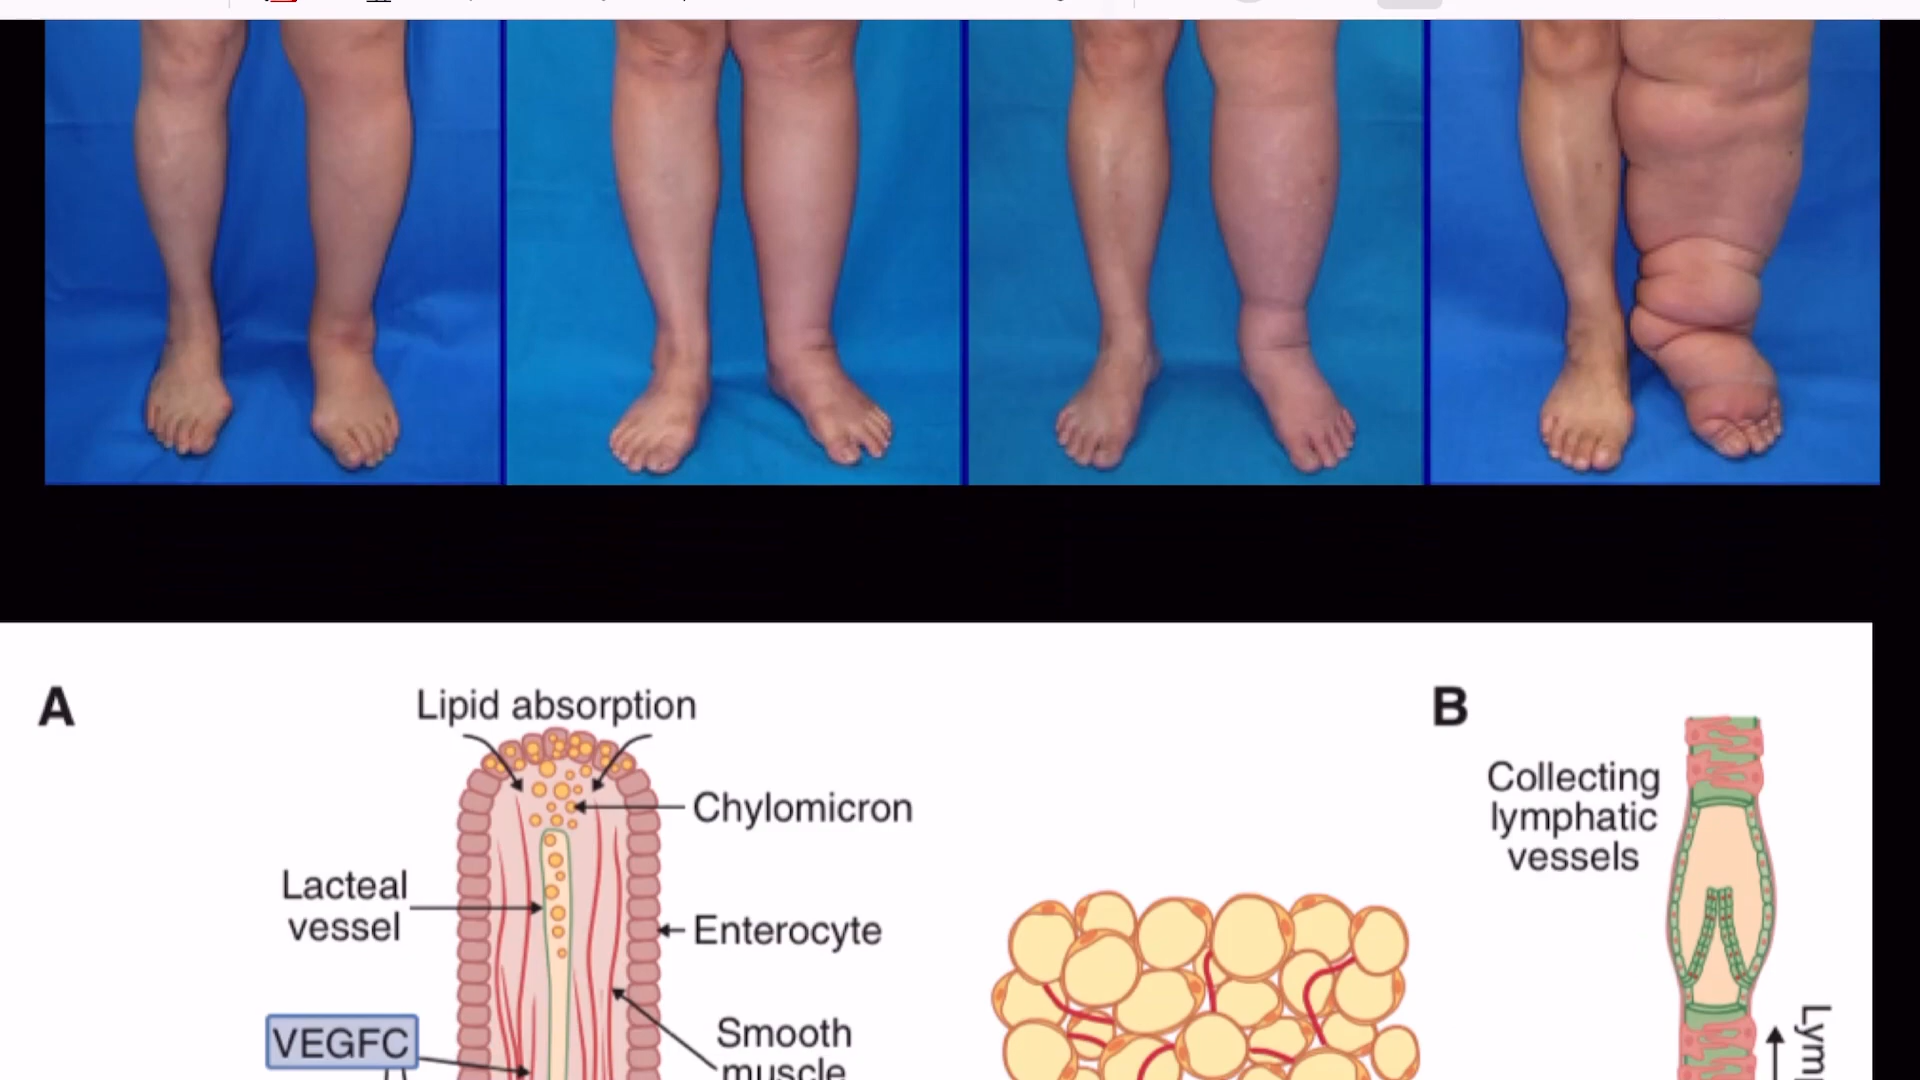 A
Lipid absorption
B
Collecting
lymphatic
vessels
Chylomicron
Lacteal
vessel
Enterocyte
VEGFC
Smooth
muscle